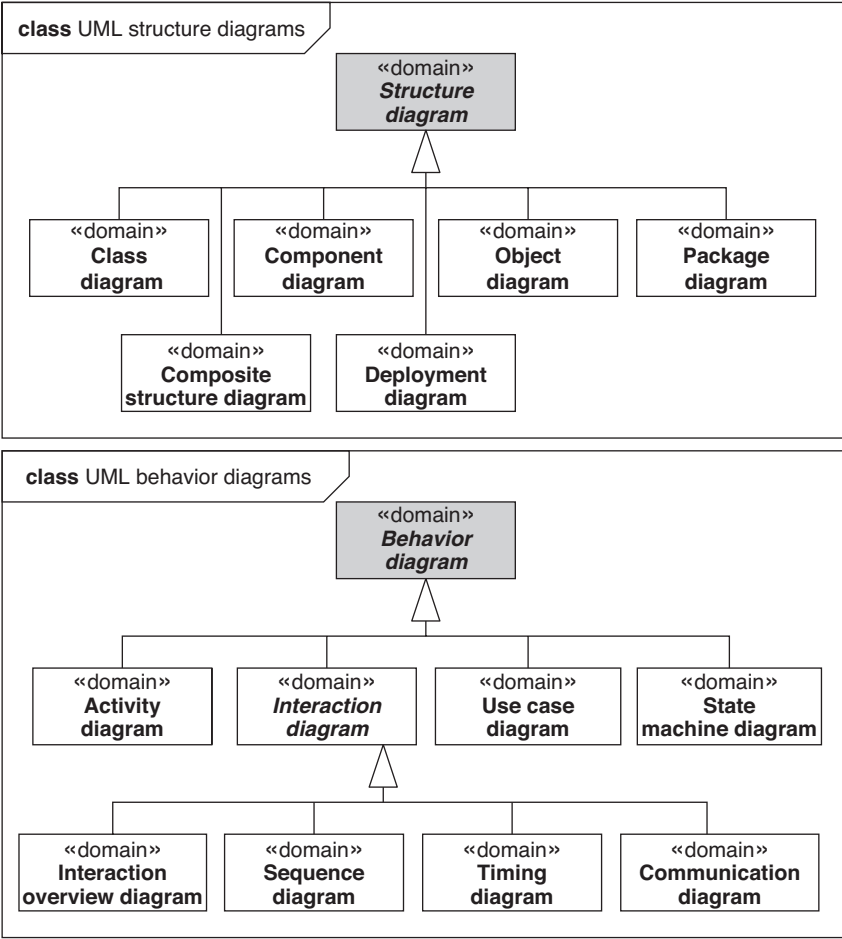 class UML structure diagrams
«domain»
Structure
diagram
«domain»
Class
diagram
«domain»
Component
diagram
«domain»
Object
diagram
«domain»
Package
diagram
«domain»
Composite
structure diagram
«domain»
Deployment
diagram
class UML behavior diagrams
«domain»
Behavior
diagram
«domain»
Activity
diagram
«domain»
Interaction
diagram
«domain»
Use case
diagram
«domain»
State
machine diagram
«domain»
Interaction
overview diagram
«domain»
Sequence
diagram
«domain»
Timing
diagram
«domain»
Communication
diagram